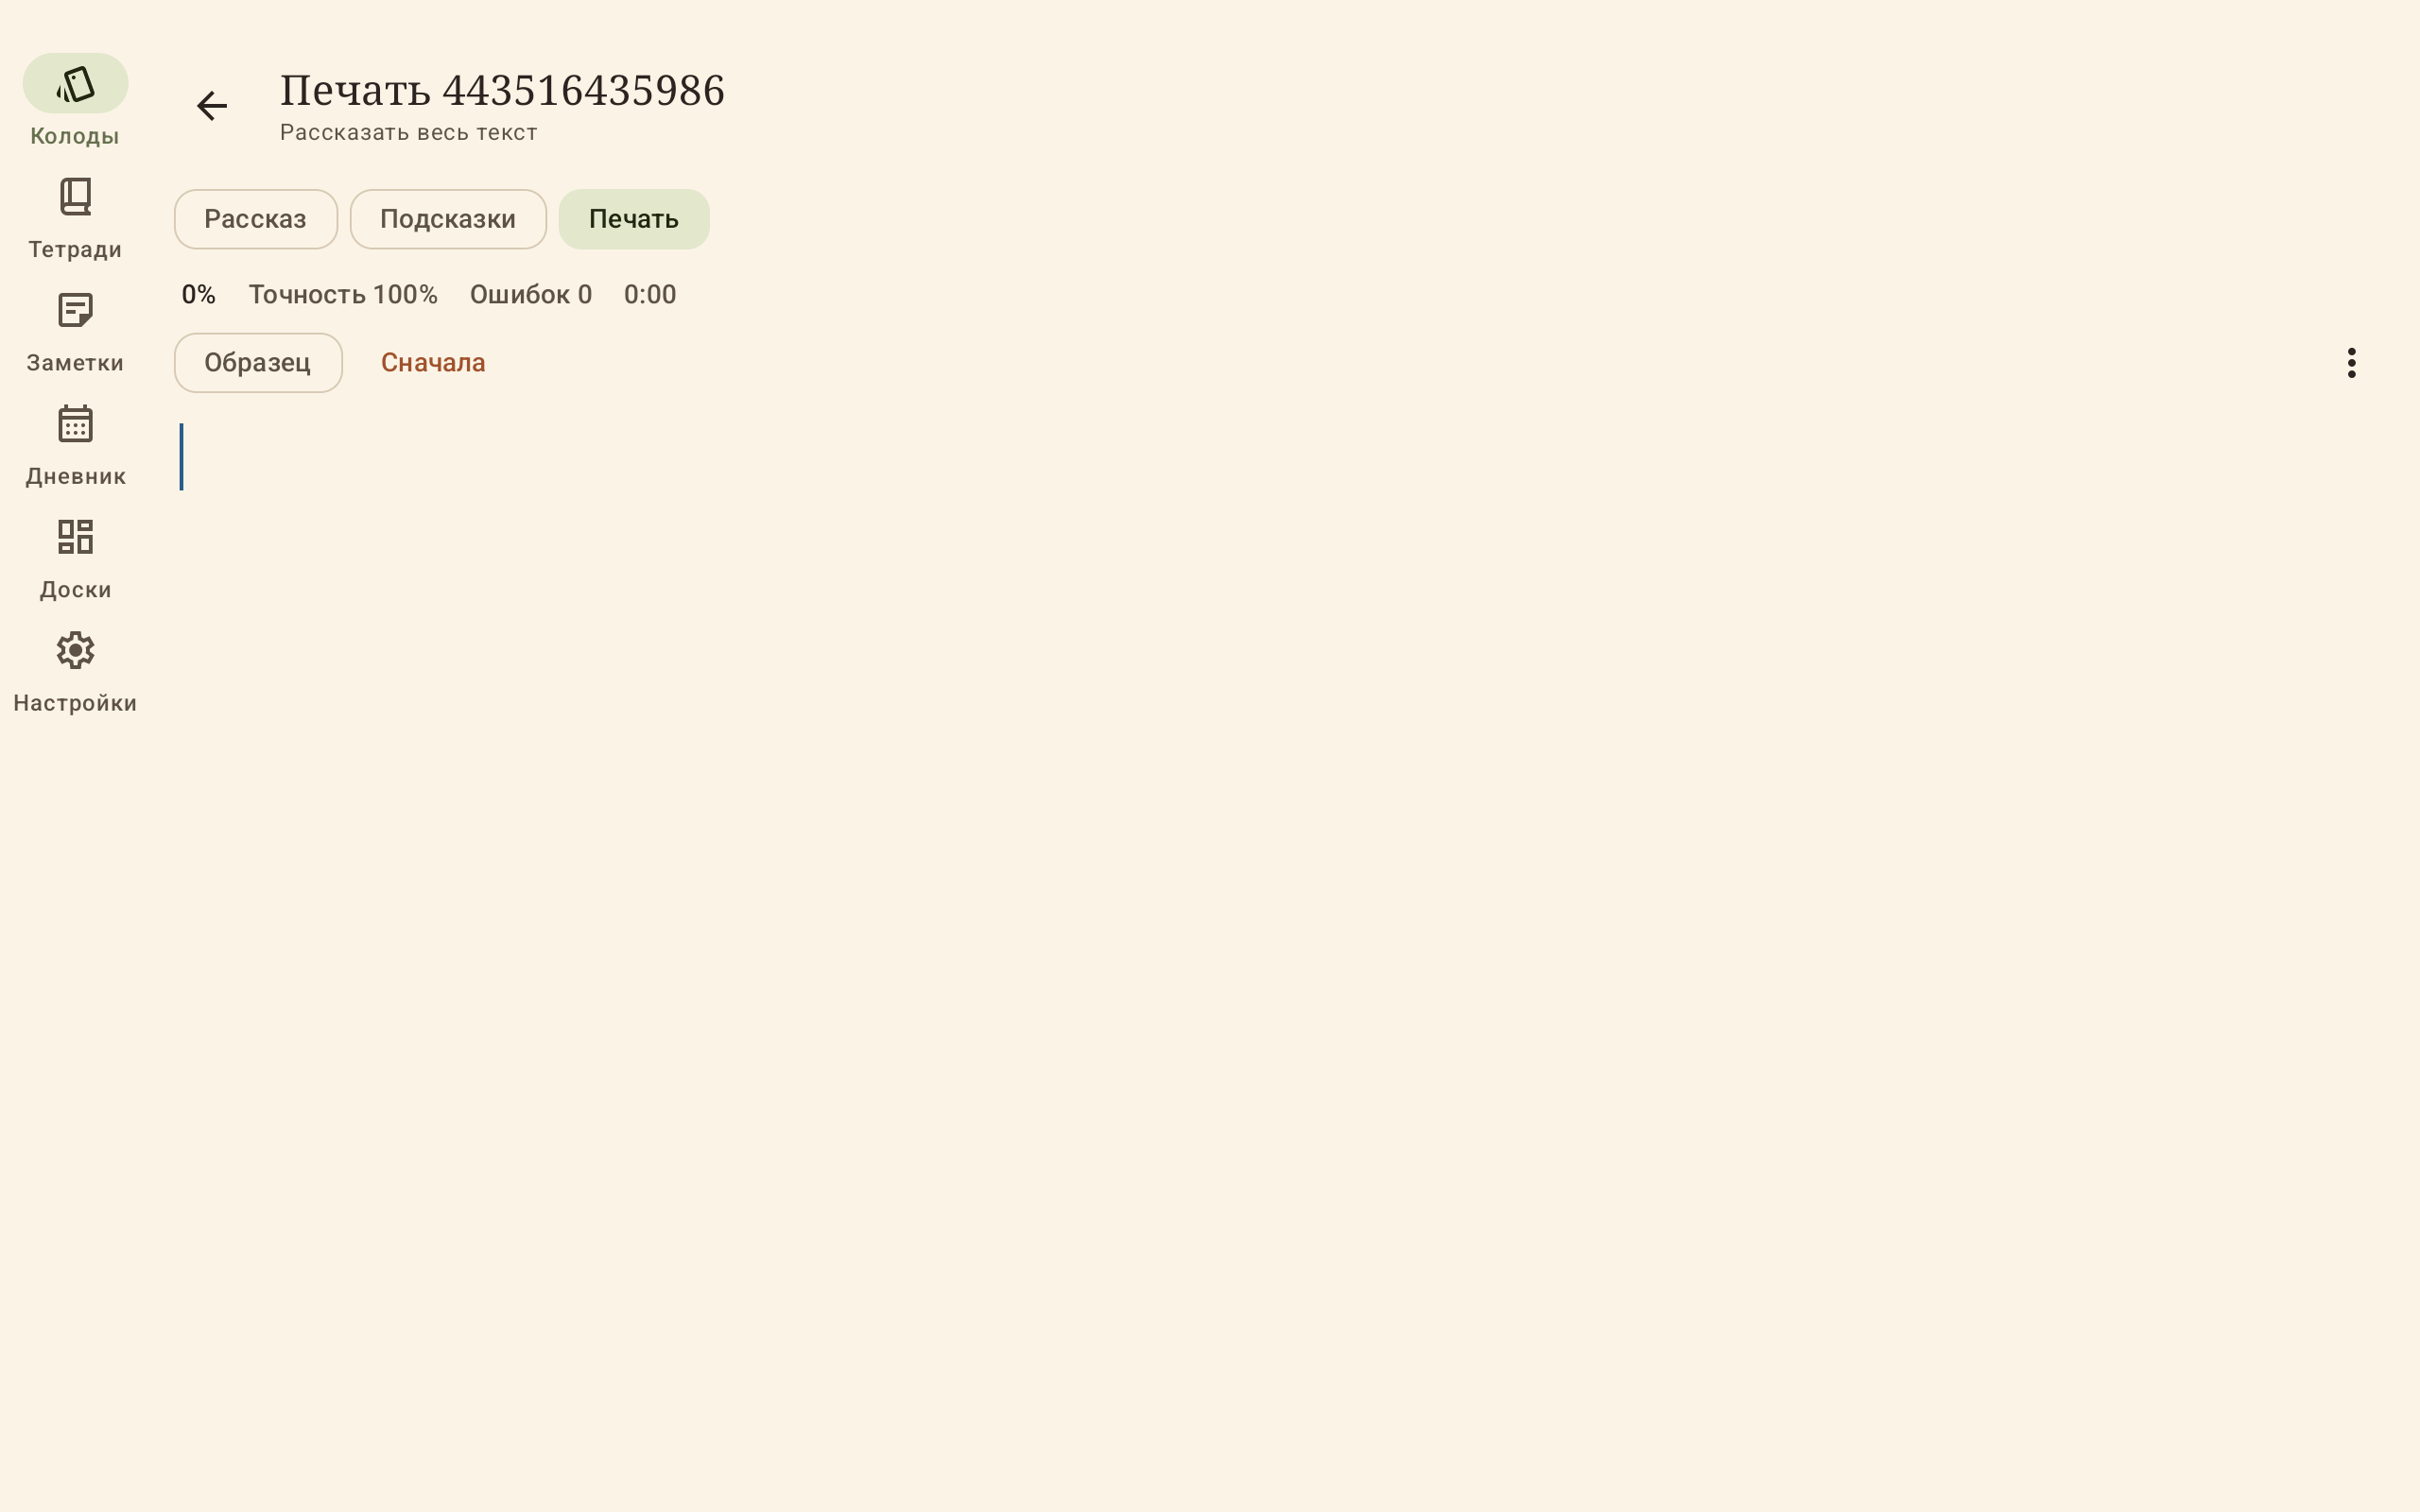 Колоды
Тетради
Заметки
Дневник
Доски
Настройки
Печать 443516435986
Рассказать весь текст
Рассказ Подсказки Печать
0% Точность 100% Ошибок 0 0:00
Образец Сначала